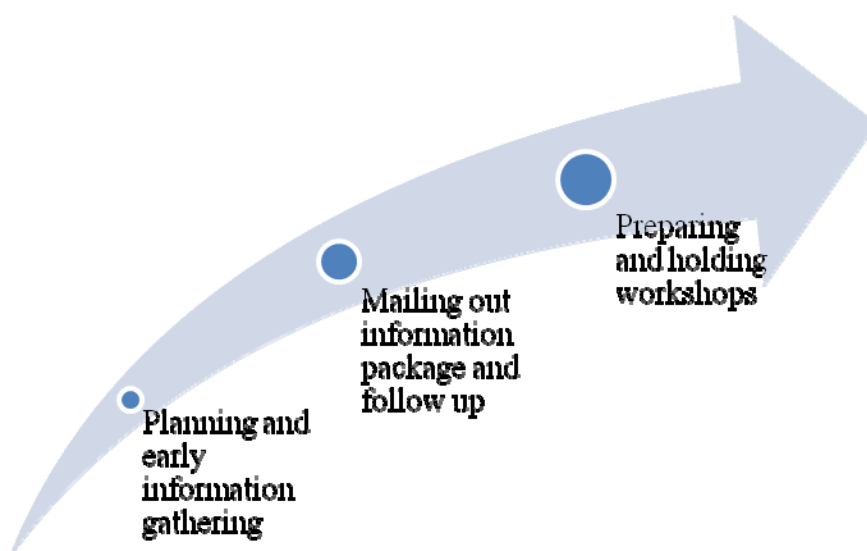 Planning and
early
information
gathering
Mailing out
information
package and
follow up
Preparing
and holding
workshops